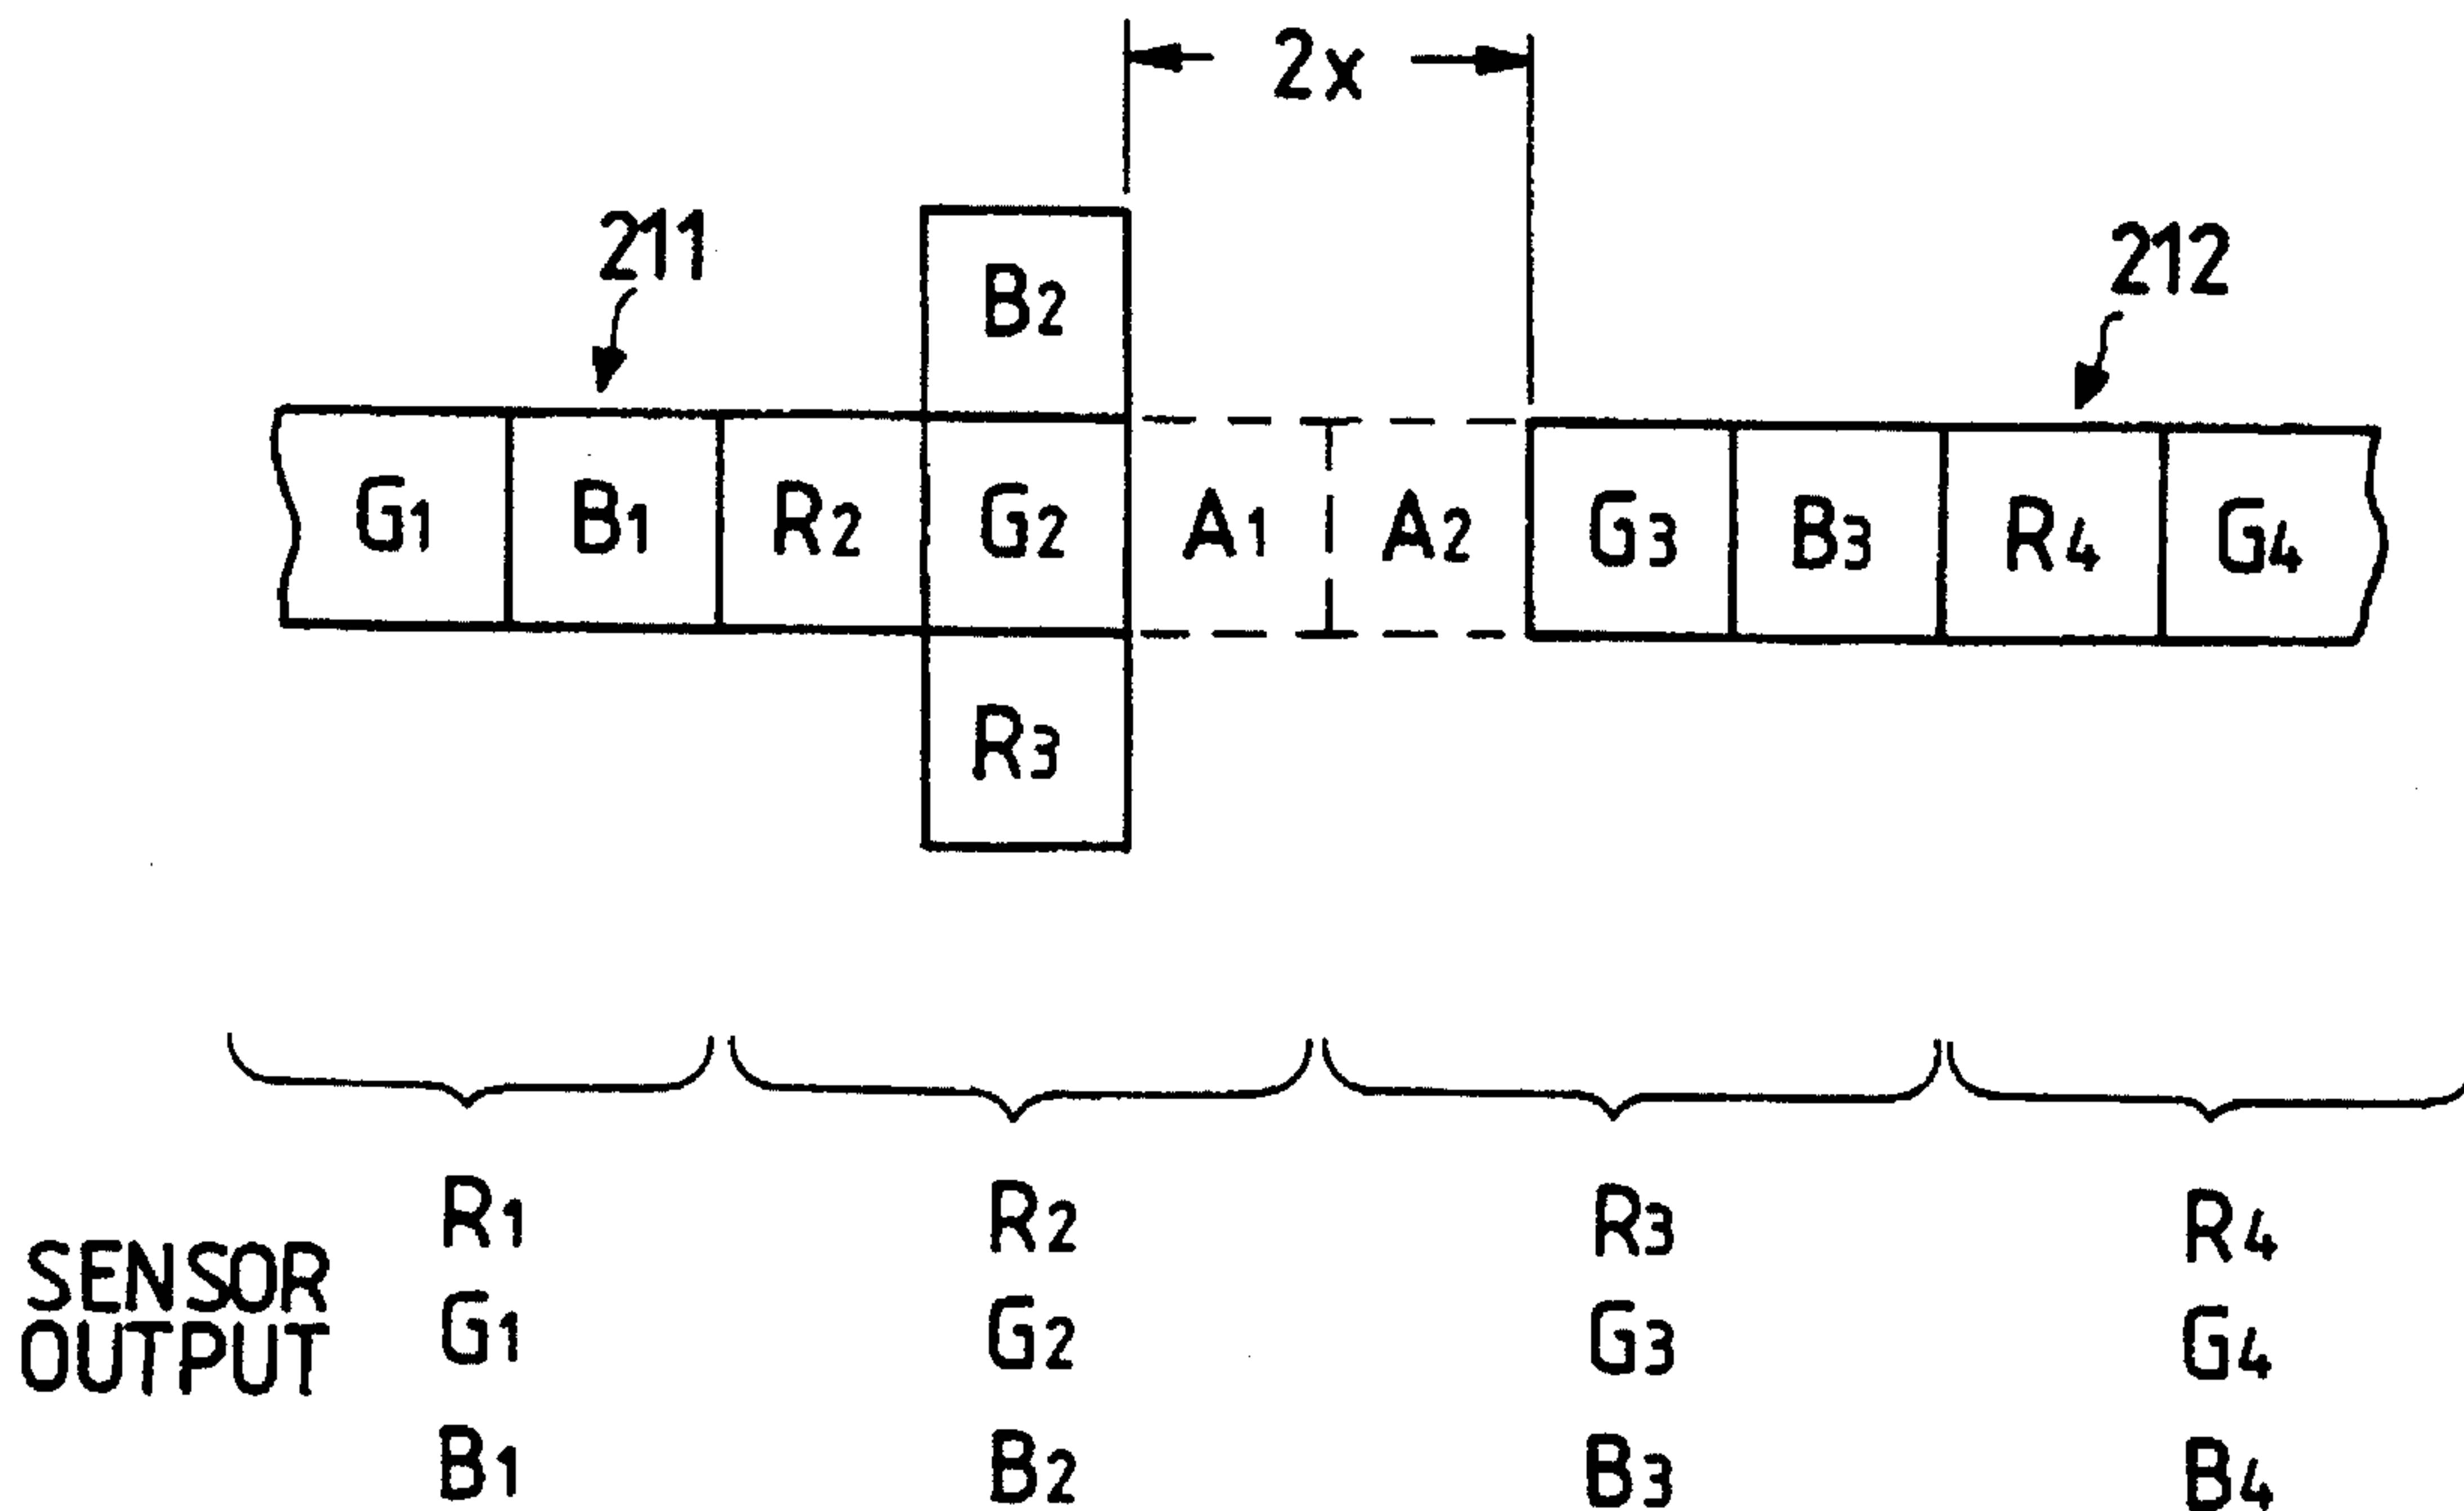 2x
211
212
B2
G1 B1 R2 G2 A1 A2 G3 B3 R4 G4
R3
R1 R2 R3 R4
SENSOR
OUTPUT
G1 G2 G3 G4
B1 B2 B3 B4